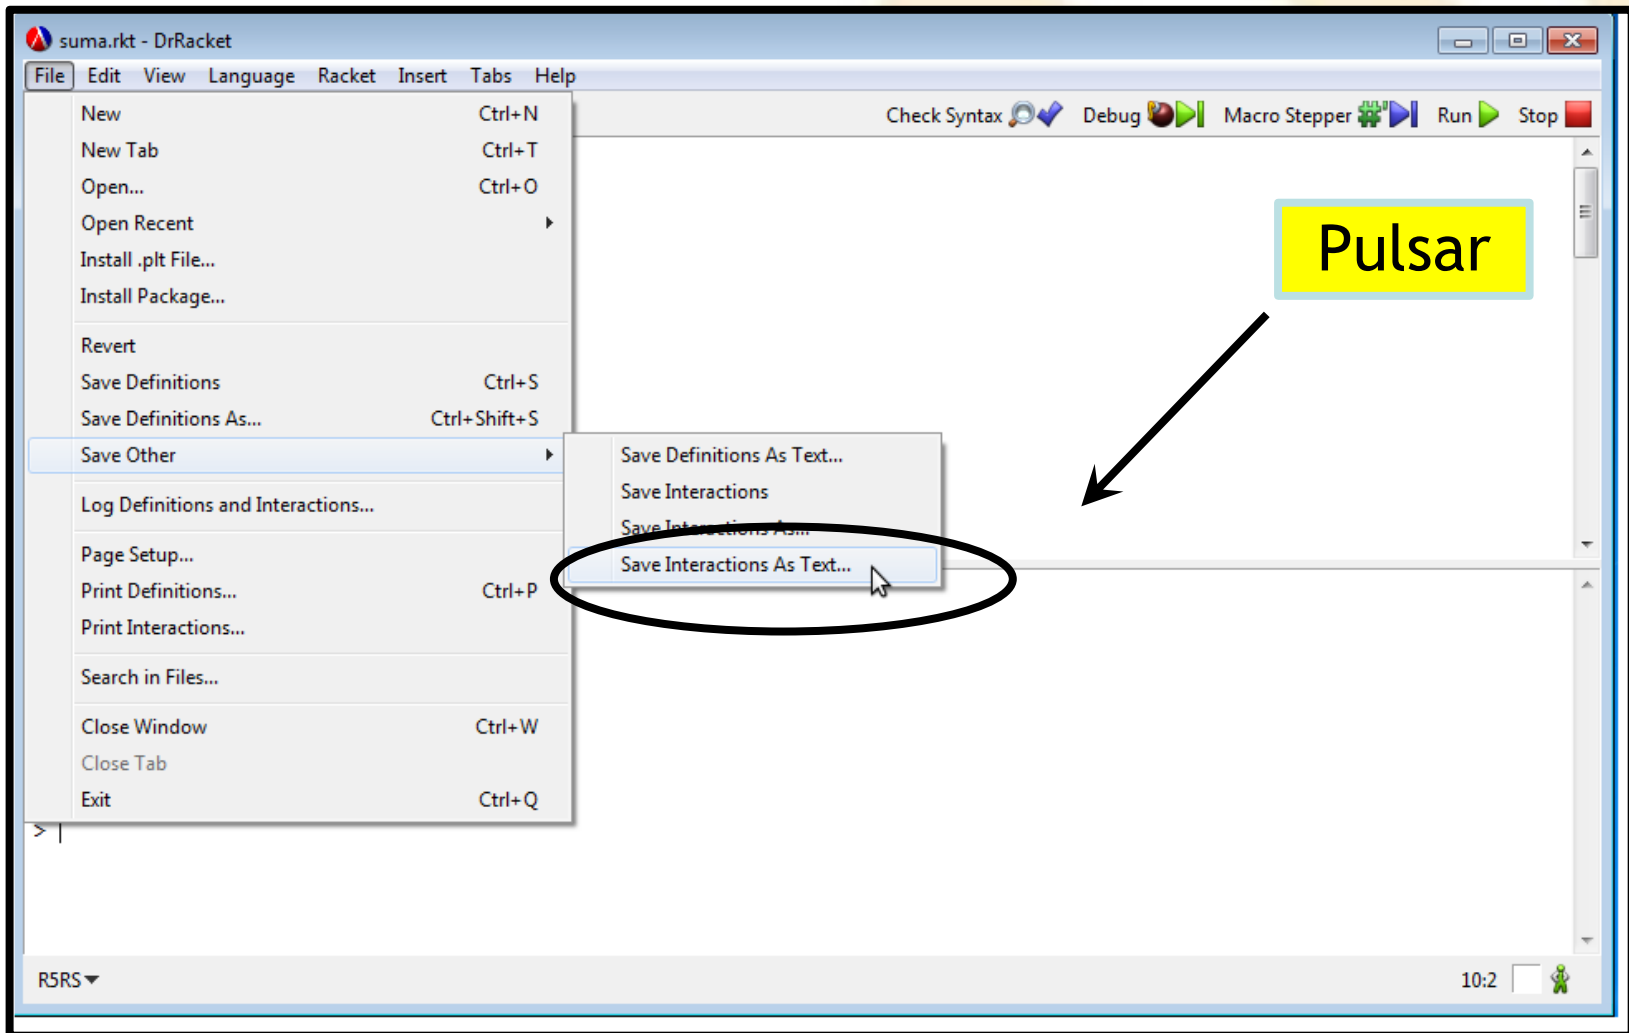 suma.rkt - DrRacket
File Edit View Language Racket Insert Tabs Help
Check Syntax Debug Macro Stepper Run Stop
New Ctrl+N
New Tab Ctrl+T
Open... Ctrl+O
Open Recent
Install .plt File...
Install Package...
Revert
Save Definitions Ctrl+S
Save Definitions As... Ctrl+Shift+S
Save Other
Log Definitions and Interactions...
Page Setup...
Print Definitions... Ctrl+P
Print Interactions...
Search in Files...
Close Window Ctrl+W
Close Tab
Exit Ctrl+Q
Save Definitions As Text...
Save Interactions
Save Interactions As...
Save Interactions As Text...
Pulsar
>
R5RS
10:2